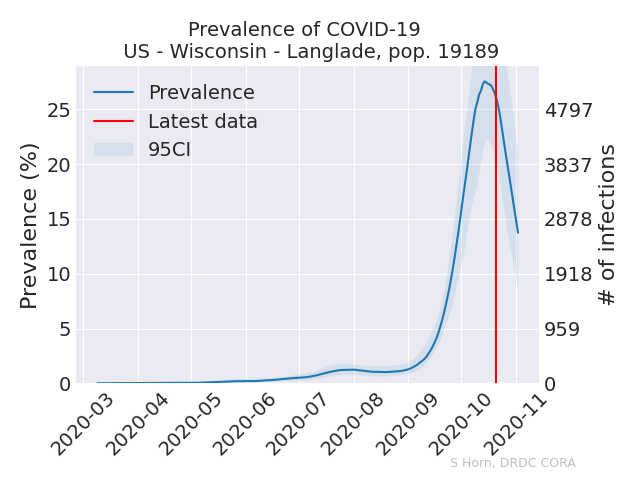 Prevalence of COVID-19
US - Wisconsin - Langlade, pop. 19189
Prevalence
Latest data
95CI
Prevalence (%)
25
20
15
10
5
0
4797
3837
2878
1918
959
0
# of infections
2020-03
2020-04
2020-05
2020-06
2020-07
2020-08
2020-09
2020-10
2020-11
S Horn, DRDC CORA